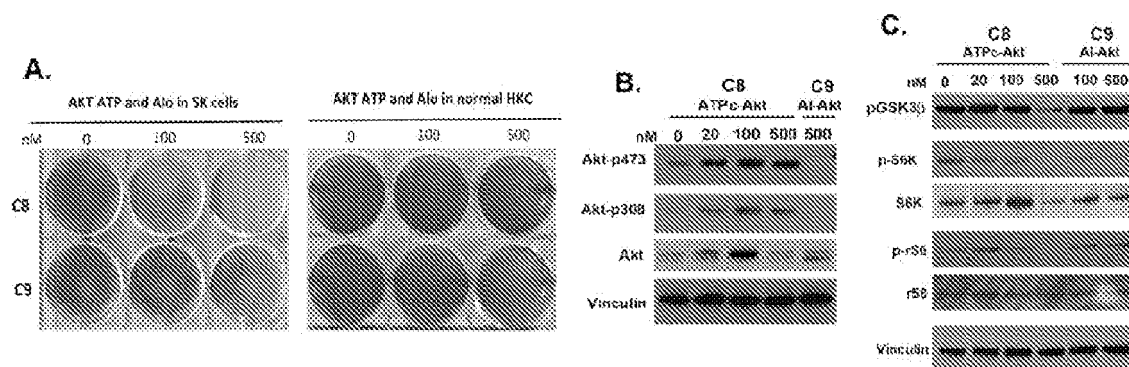 A.
AKT ATP and Alo in SK cells
AKT ATP and Alo in normal HKC
nM 0 100 500
0 100 500
C8
C9
B.
C8 C9
ATPc-Akt Al-Akt
nM 0 20 100 500 500
Akt-p473
Akt-p308
Akt
Vinculin
C.
C8 C9
ATPc-Akt Al-Akt
nM 0 20 100 500 100 500
pGSK3β
p-S6K
S6K
p-rS6
rS6
Vinculin